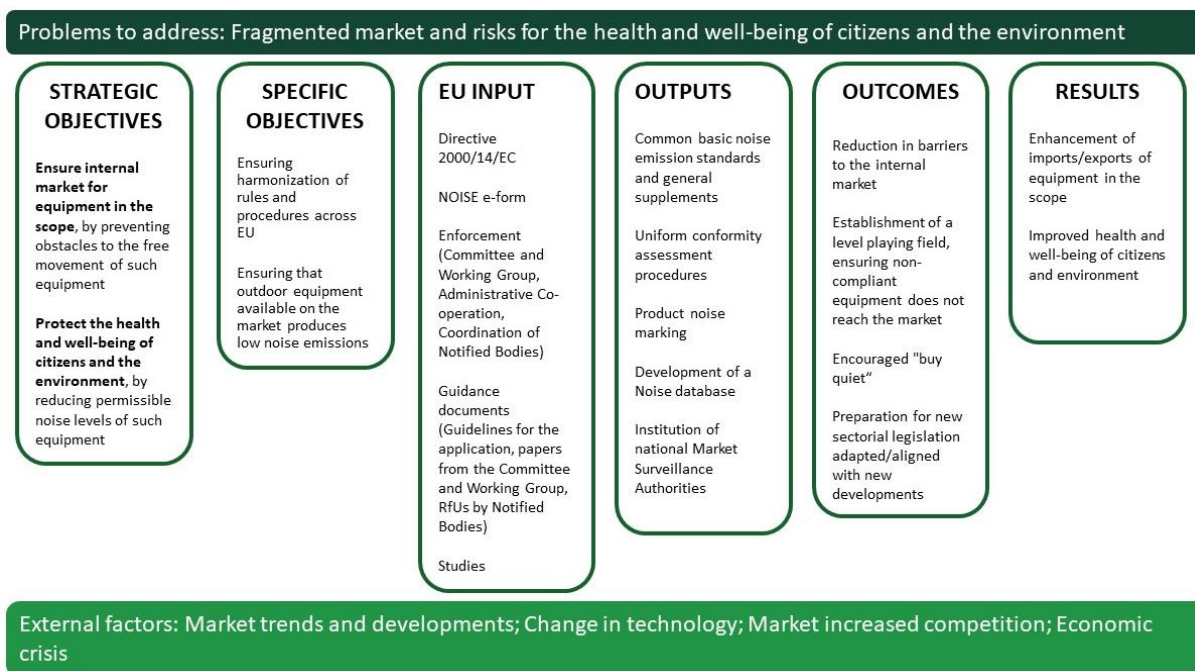 Problems to address: Fragmented market and risks for the health and well-being of citizens and the environment
STRATEGIC
OBJECTIVES
Ensure internal
market for
equipment in the
scope, by preventing
obstacles to the free
movement of such
equipment
Protect the health
and well-being of
citizens and the
environment, by
reducing permissible
noise levels of such
equipment
SPECIFIC
OBJECTIVES
Ensuring
harmonization of
rules and
procedures across
EU
Ensuring that
outdoor equipment
available on the
market produces
low noise emissions
EU INPUT
Directive
2000/14/EC
NOISE e-form
Enforcement
(Committee and
Working Group,
Administrative Co-
operation,
Coordination of
Notified Bodies)
Guidance
documents
(Guidelines for the
application, papers
from the Committee
and Working Group,
RfUs by Notified
Bodies)
Studies
OUTPUTS
Common basic noise
emission standards
and general
supplements
Uniform conformity
assessment
procedures
Product noise
marking
Development of a
Noise database
Institution of
national Market
Surveillance
Authorities
OUTCOMES
Reduction in barriers
to the internal
market
Establishment of a
level playing field,
ensuring non-
compliant
equipment does not
reach the market
Encouraged "buy
quiet“
Preparation for new
sectorial legislation
adapted/aligned
with new
developments
RESULTS
Enhancement of
imports/exports of
equipment in the
scope
Improved health and
well-being of citizens
and environment
External factors: Market trends and developments; Change in technology; Market increased competition; Economic
crisis